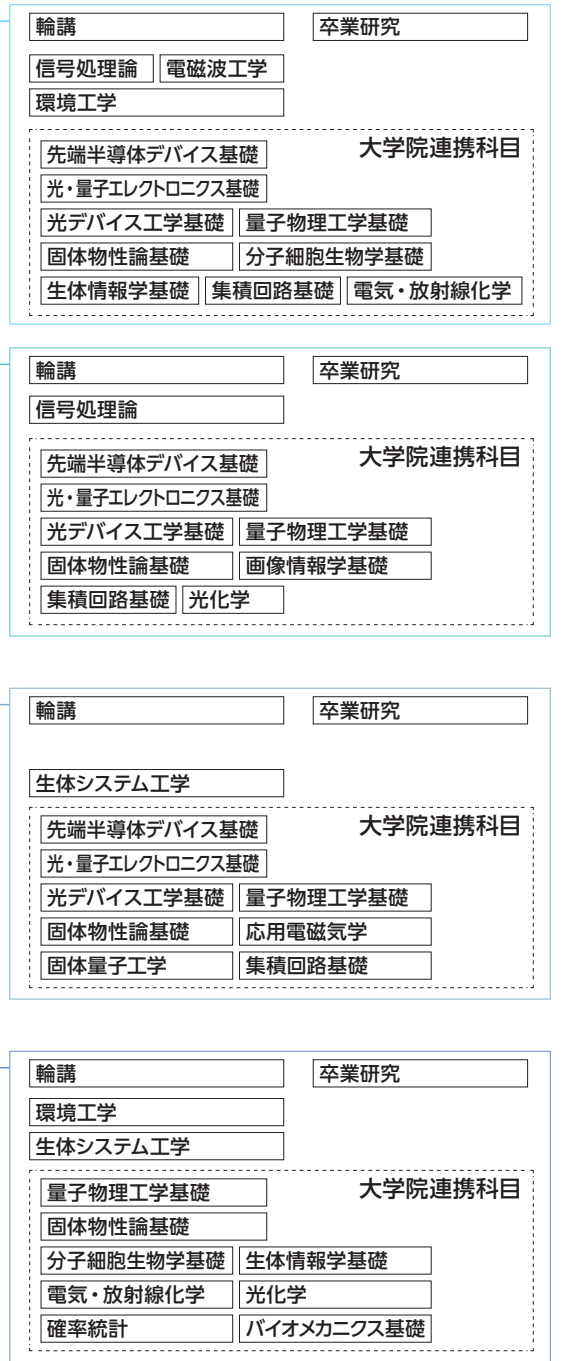 輪講 卒業研究
信号処理論 電磁波工学
環境工学
先端半導体デバイス基礎 大学院連携科目
光・量子エレクトロニクス基礎
光デバイス工学基礎 量子物理工学基礎
固体物性論基礎 分子細胞生物学基礎
生体情報学基礎 集積回路基礎 電気・放射線化学
輪講 卒業研究
信号処理論
先端半導体デバイス基礎 大学院連携科目
光・量子エレクトロニクス基礎
光デバイス工学基礎 量子物理工学基礎
固体物性論基礎 画像情報学基礎
集積回路基礎 光化学
輪講 卒業研究
生体システム工学
先端半導体デバイス基礎 大学院連携科目
光・量子エレクトロニクス基礎
光デバイス工学基礎 量子物理工学基礎
固体物性論基礎 応用電磁気学
固体量子工学 集積回路基礎
輪講 卒業研究
環境工学
生体システム工学
量子物理工学基礎 大学院連携科目
固体物性論基礎
分子細胞生物学基礎 生体情報学基礎
電気・放射線化学 光化学
確率統計 バイオメカニクス基礎